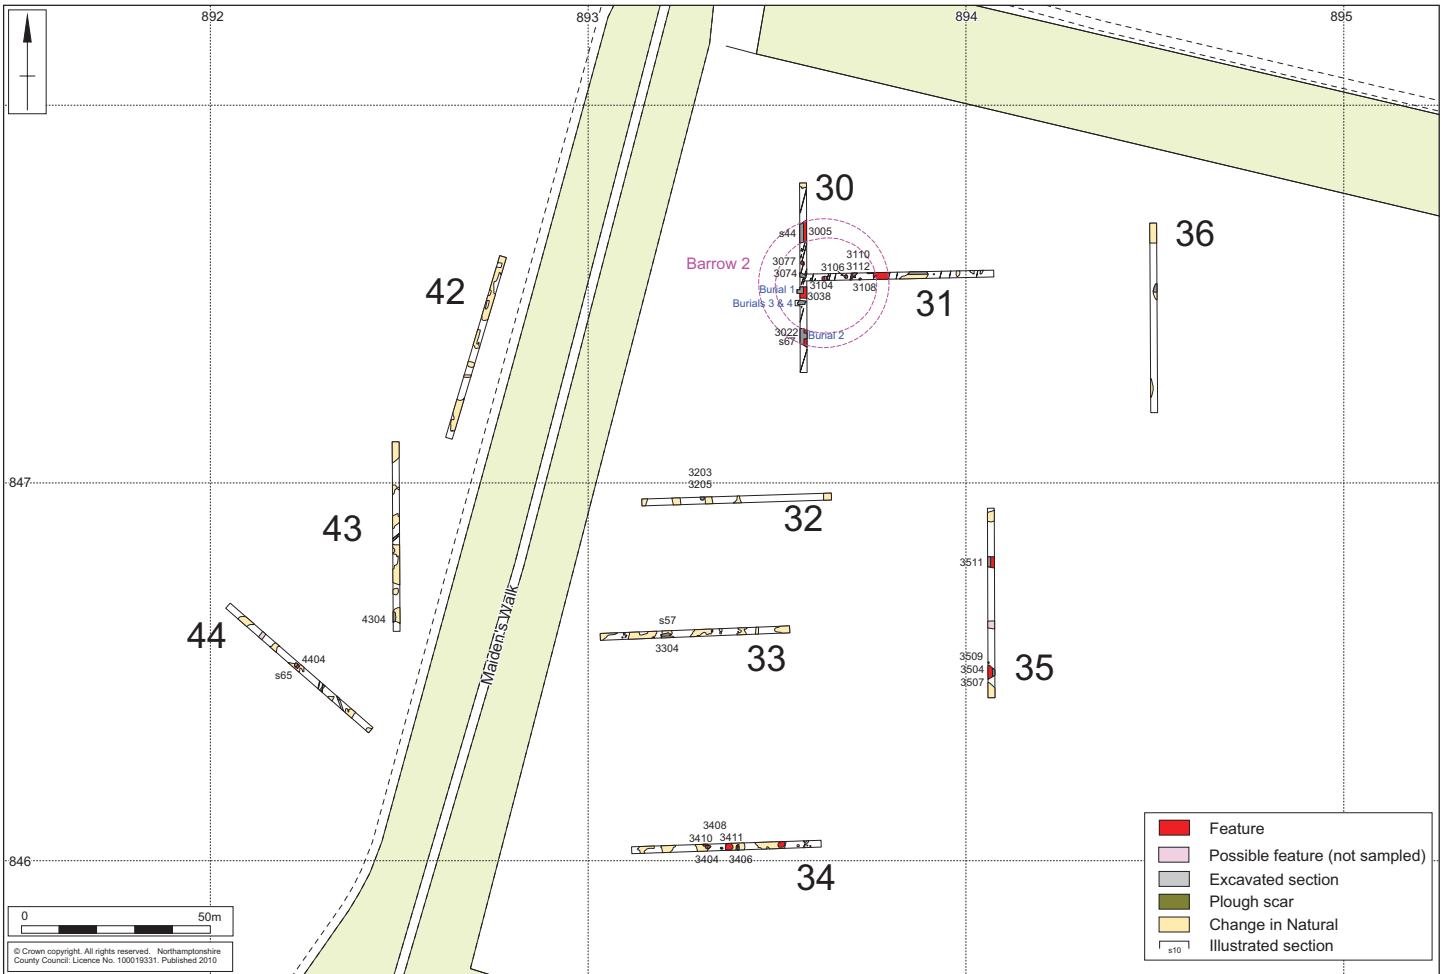 892
893
894
895
30
s44
3005
36
3077
3110
Barrow 2
3106
3112
3074
42
Burial 1
3104
3108
31
3038
Burials 3 & 4
3022
Burial 2
s67
847
3203
3205
32
43
3511
4304
s57
44
4404
3304
33
s65
3509
3504
35
3507
Maiden's Walk
3408
3410
3411
846
3404
3406
34
Feature
Possible feature (not sampled)
Excavated section
Plough scar
Change in Natural
s10
Illustrated section
0
50m
© Crown copyright. All rights reserved. Northamptonshire
County Council: Licence No. 100019331. Published 2010